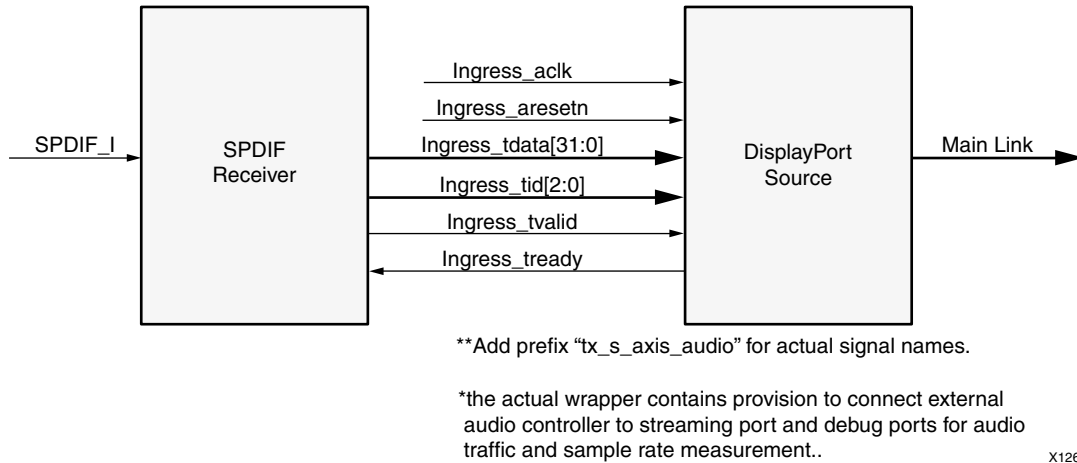 Ingress_aclk
Ingress_aresetn
SPDIF_I
SPDIF
Receiver
Ingress_tdata[31:0]
DisplayPort
Source
Main Link
Ingress_tid[2:0]
Ingress_tvalid
Ingress_tready
**Add prefix “tx_s_axis_audio” for actual signal names.
*the actual wrapper contains provision to connect external
audio controller to streaming port and debug ports for audio
traffic and sample rate measurement..
X126